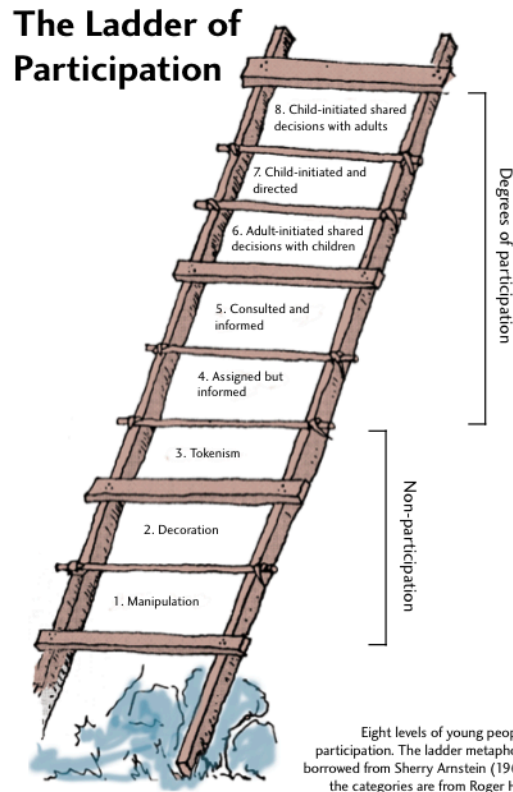 The Ladder of
Participation
8. Child-initiated shared
decisions with adults
7. Child-initiated and
directed
6. Adult-initiated shared
decisions with children
5. Consulted and
informed
4. Assigned but
informed
3. Tokenism
2. Decoration
1. Manipulation
Degrees of participation
Non-participation
Eight levels of young
participation. The ladder
borrowed from Sherry Arnstein
the categories are from Roger